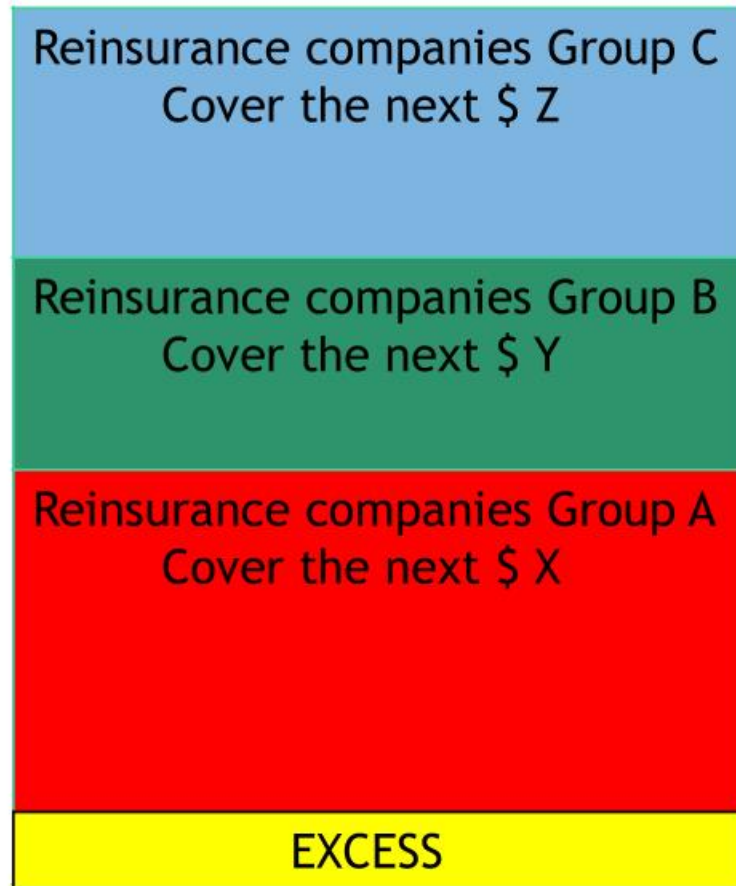 Reinsurance companies Group C
Cover the next $ Z
Reinsurance companies Group B
Cover the next $ Y
Reinsurance companies Group A
Cover the next $ X
EXCESS